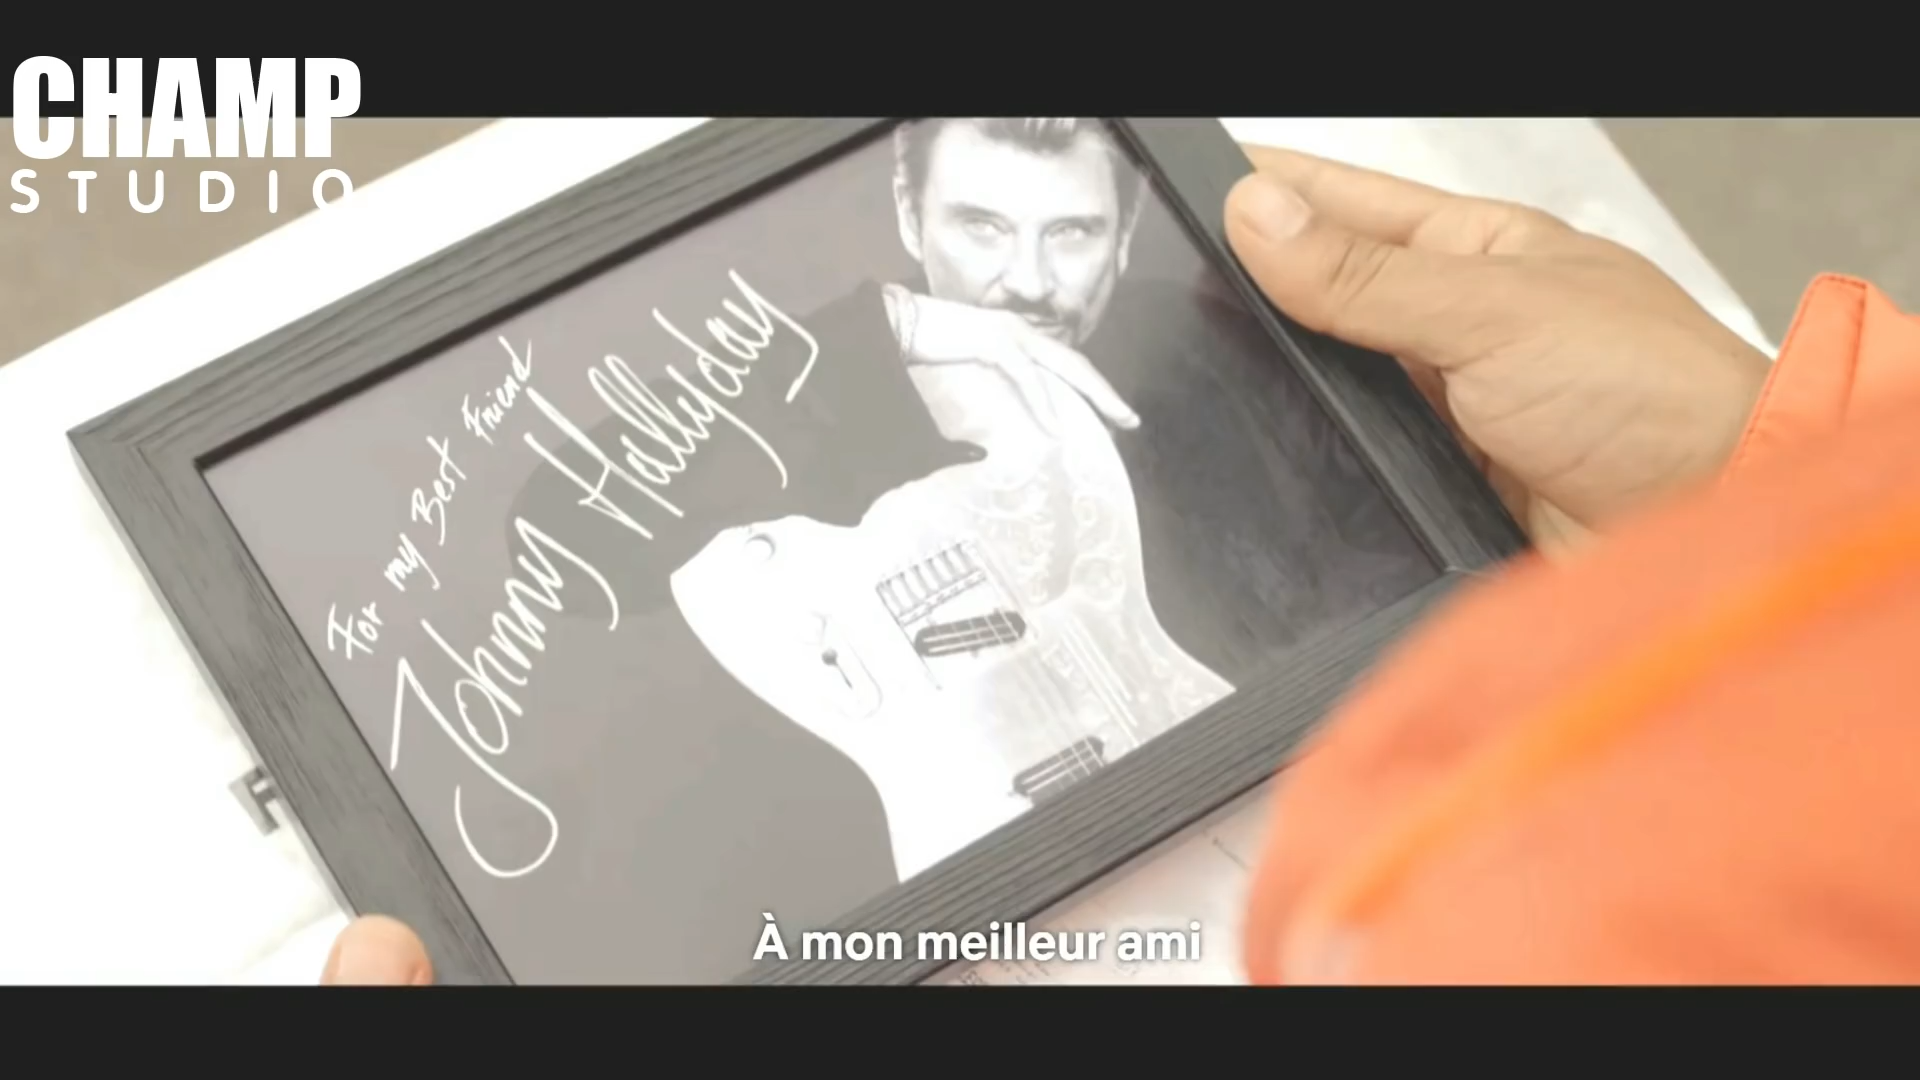 CHAMP
STUDIO
For my Best Friend
Johnny Hallyday
À mon meilleur ami